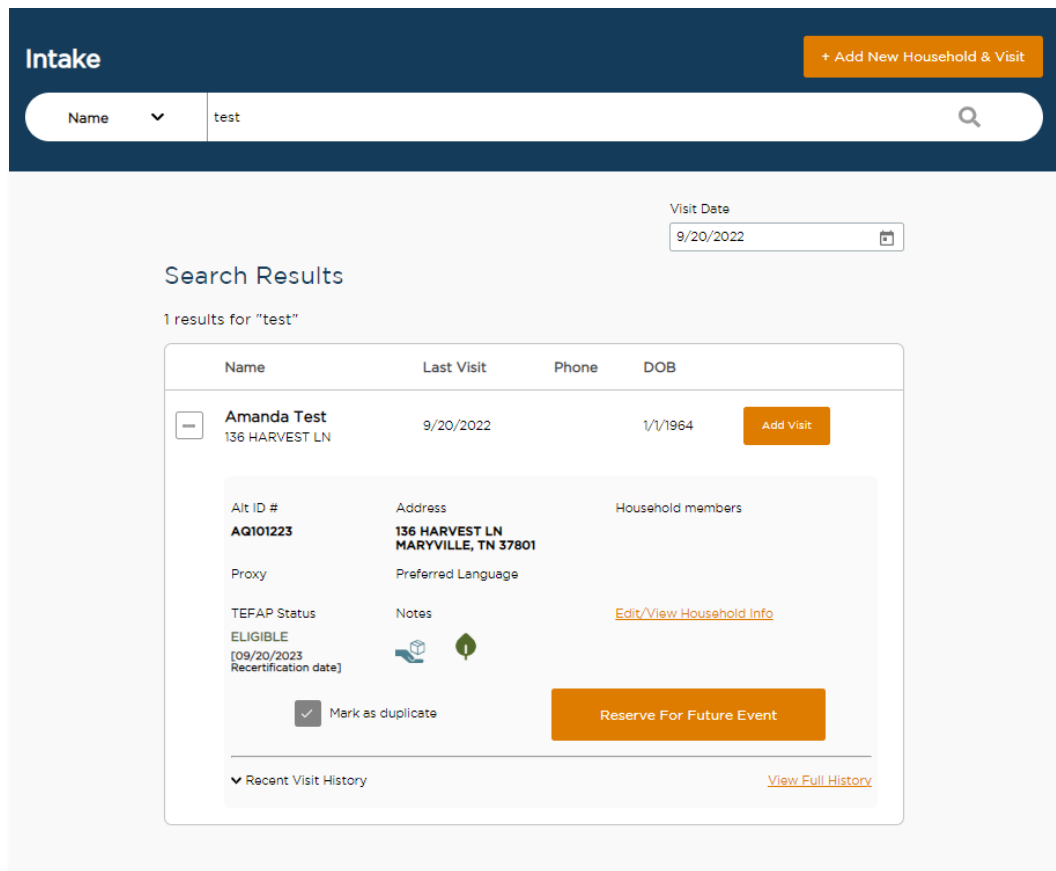 Intake
+ Add New Household & Visit
Name
test
Visit Date
9/20/2022
Search Results
1 results for "test"
Name Last Visit Phone DOB
Amanda Test 9/20/2022 1/1/1964 Add Visit
136 HARVEST LN
Alt ID # Address Household members
AQ101223 136 HARVEST LN
MARYVILLE, TN 37801
Proxy Preferred Language
TEFAP Status Notes Edit/View Household Info
ELIGIBLE
[09/20/2023
Recertification date]
Mark as duplicate Reserve For Future Event
Recent Visit History View Full History